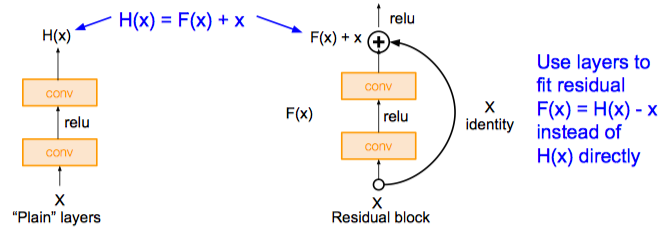 H(x) = F(x) + x
H(x)
conv
relu
conv
X
"Plain" layers
relu
F(x) + x
+
conv
F(x)
relu
conv
X
identity
X
Residual block
Use layers to
fit residual
F(x) = H(x) - x
instead of
H(x) directly